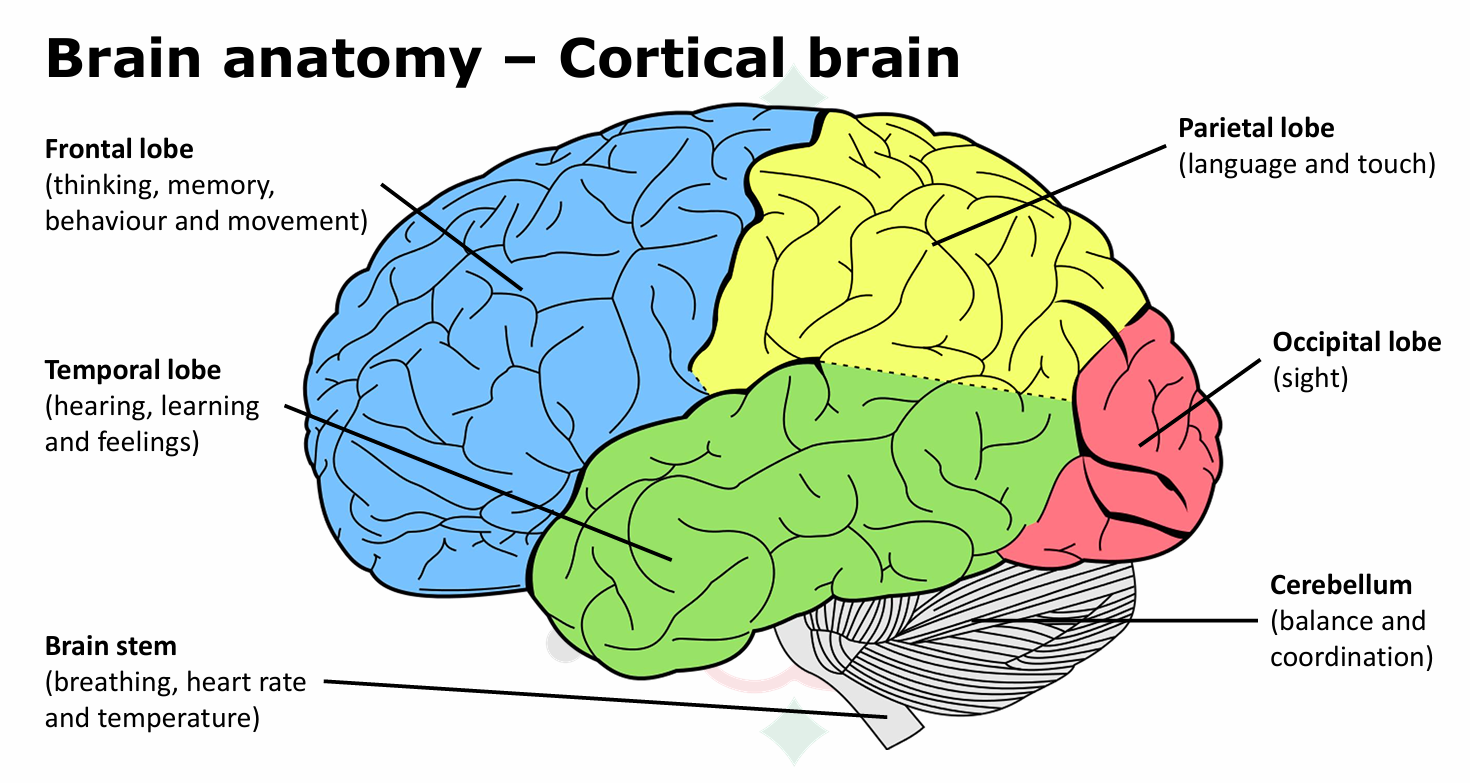 Brain anatomy – Cortical brain
Frontal lobe
(thinking, memory,
behaviour and movement)
Temporal lobe
(hearing, learning
and feelings)
Brain stem
(breathing, heart rate
and temperature)
Parietal lobe
(language and touch)
Occipital lobe
(sight)
Cerebellum
(balance and
coordination)